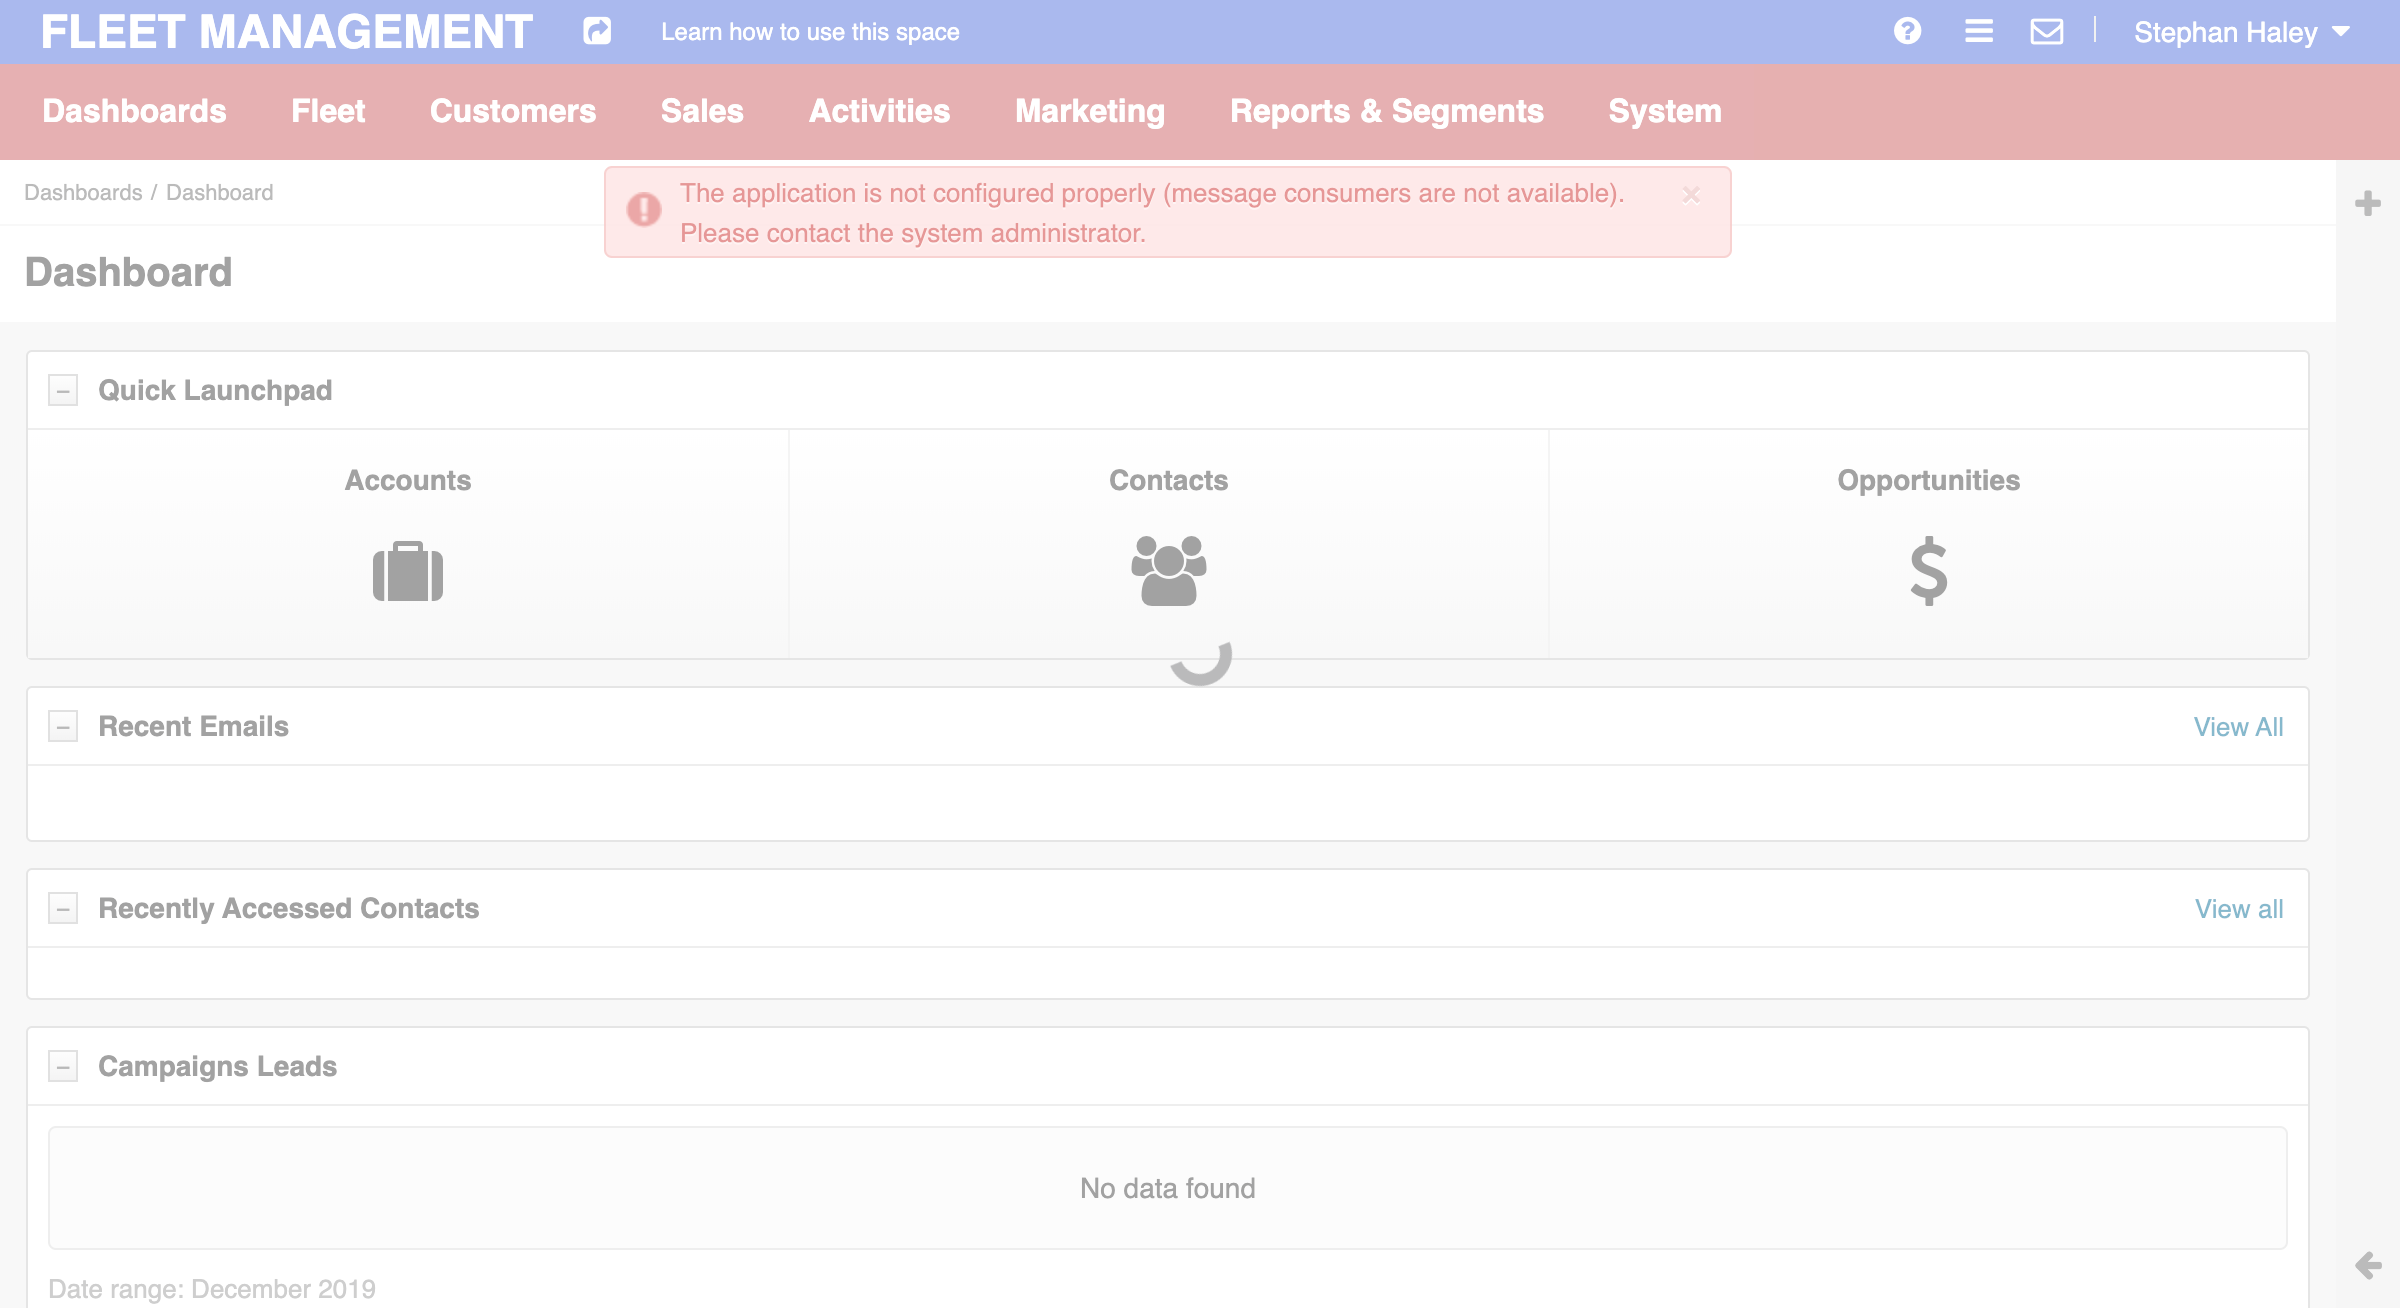 FLEET MANAGEMENT
Learn how to use this space
Stephan Haley
Dashboards Fleet Customers Sales Activities Marketing Reports & Segments System
Dashboards / Dashboard
The application is not configured properly (message consumers are not available).
Please contact the system administrator.
Dashboard
Quick Launchpad
Accounts
Contacts
Opportunities
Recent Emails
View All
Recently Accessed Contacts
View all
Campaigns Leads
No data found
Date range: December 2019